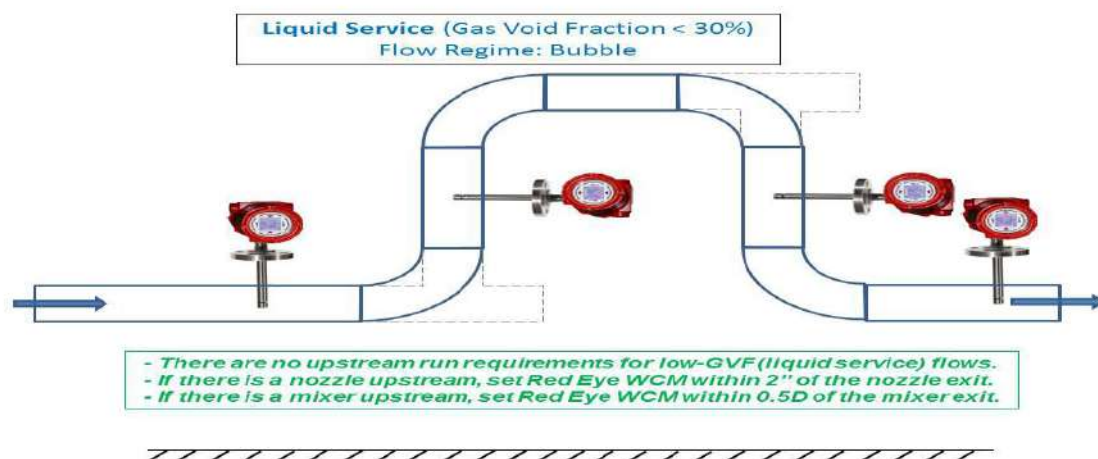 Liquid Service (Gas Void Fraction < 30%)
Flow Regime: Bubble
- There are no upstream run requirements for low-GVF (liquid service) flows.
- If there is a nozzle upstream, set Red Eye WCM within 2" of the nozzle exit.
- If there is a mixer upstream, set Red Eye WCM within 0.5D of the mixer exit.